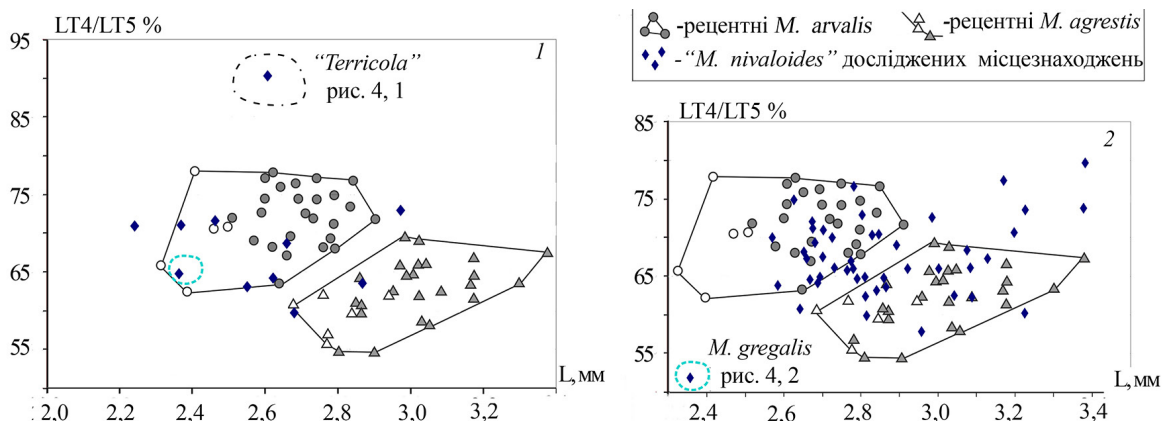 LT4/LT5 %
95
85
75
65
55
1
“Terricola”
рис. 4, 1
L, мм
2,0
2,2
2,4
2,6
2,8
3,0
3,2
-рецентні M. arvalis
-рецентні M. agrestis
-“M. nivaloides” досліджених місцезнаходжень
LT4/LT5 %
85
75
65
55
2
M. gregalis
рис. 4, 2
L, мм
2,4
2,6
2,8
3,0
3,2
3,4